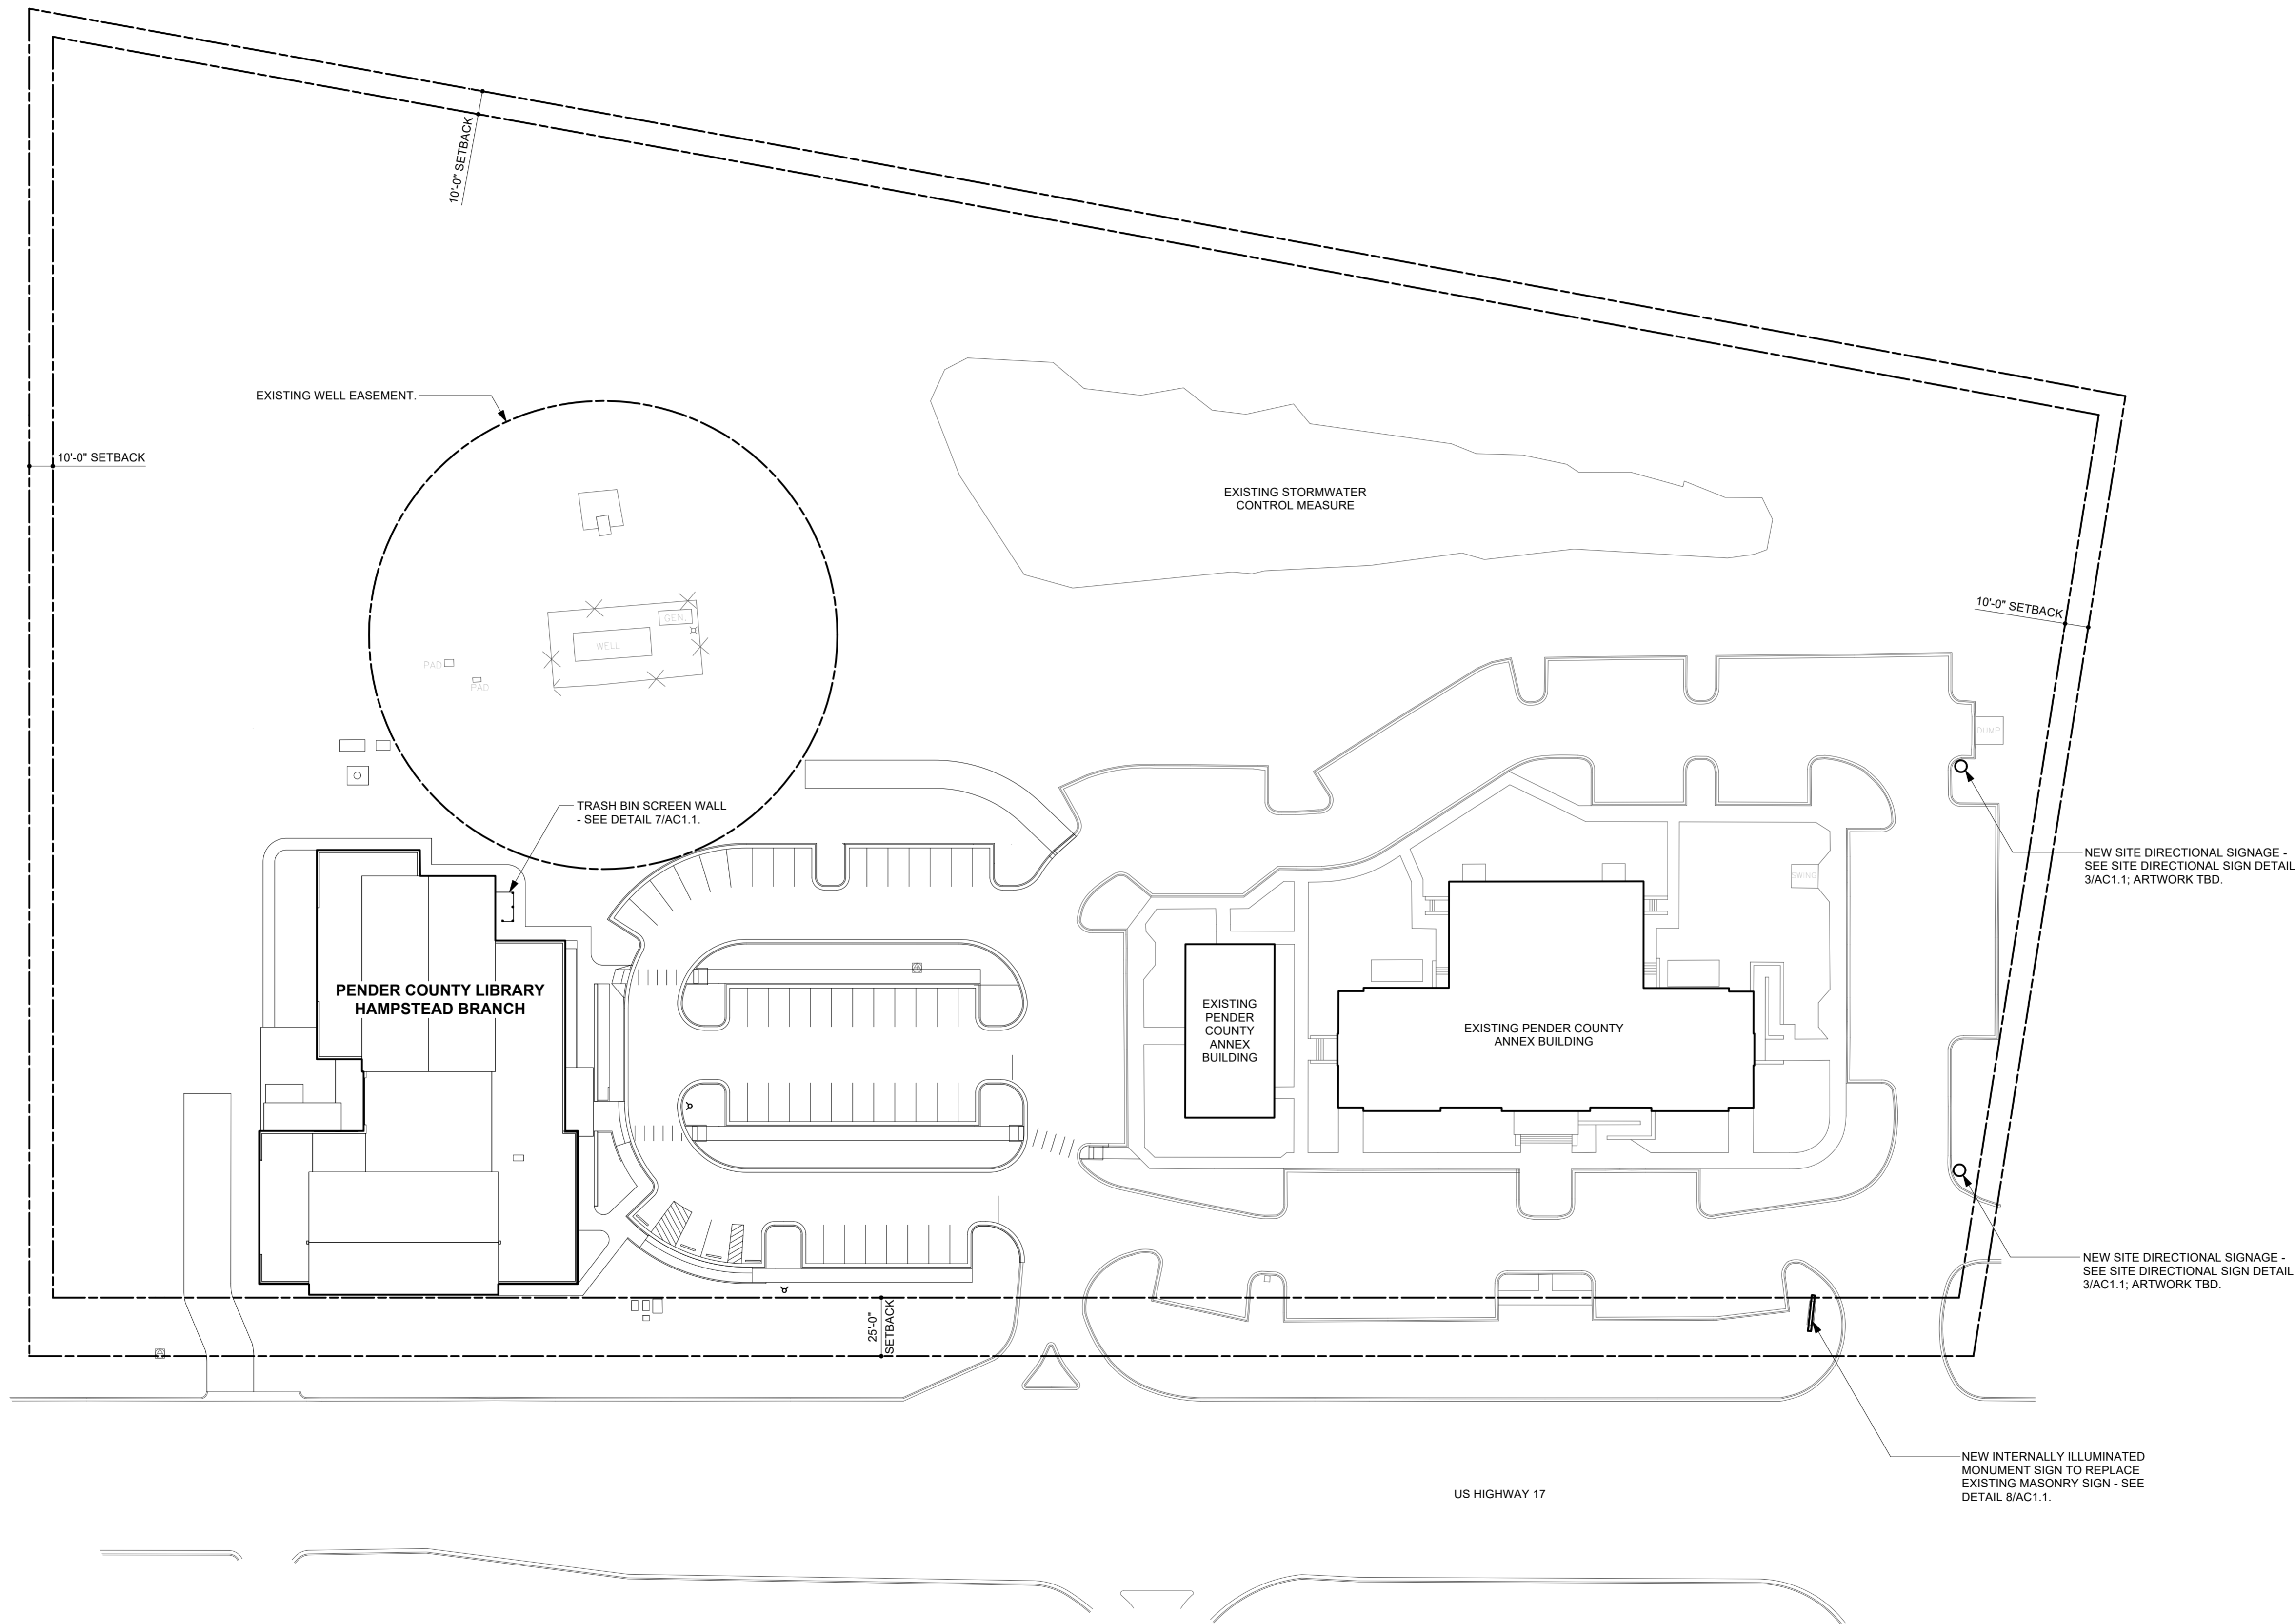 10'-0" SETBACK
EXISTING WELL EASEMENT.
10'-0" SETBACK
EXISTING STORMWATER
CONTROL MEASURE
10'-0" SETBACK
GEN.
WELL
PAD
PAD
DUMP
TRASH BIN SCREEN WALL
- SEE DETAIL 7/AC1.1.
NEW SITE DIRECTIONAL SIGNAGE -
SEE SITE DIRECTIONAL SIGN DETAIL
3/AC1.1; ARTWORK TBD.
SWING
PENDER COUNTY LIBRARY
HAMPSTEAD BRANCH
EXISTING
PENDER
COUNTY
ANNEX
BUILDING
EXISTING PENDER COUNTY
ANNEX BUILDING
NEW SITE DIRECTIONAL SIGNAGE -
SEE SITE DIRECTIONAL SIGN DETAIL
3/AC1.1; ARTWORK TBD.
25'-0"
SETBACK
NEW INTERNALLY ILLUMINATED
MONUMENT SIGN TO REPLACE
EXISTING MASONRY SIGN - SEE
DETAIL 8/AC1.1.
US HIGHWAY 17